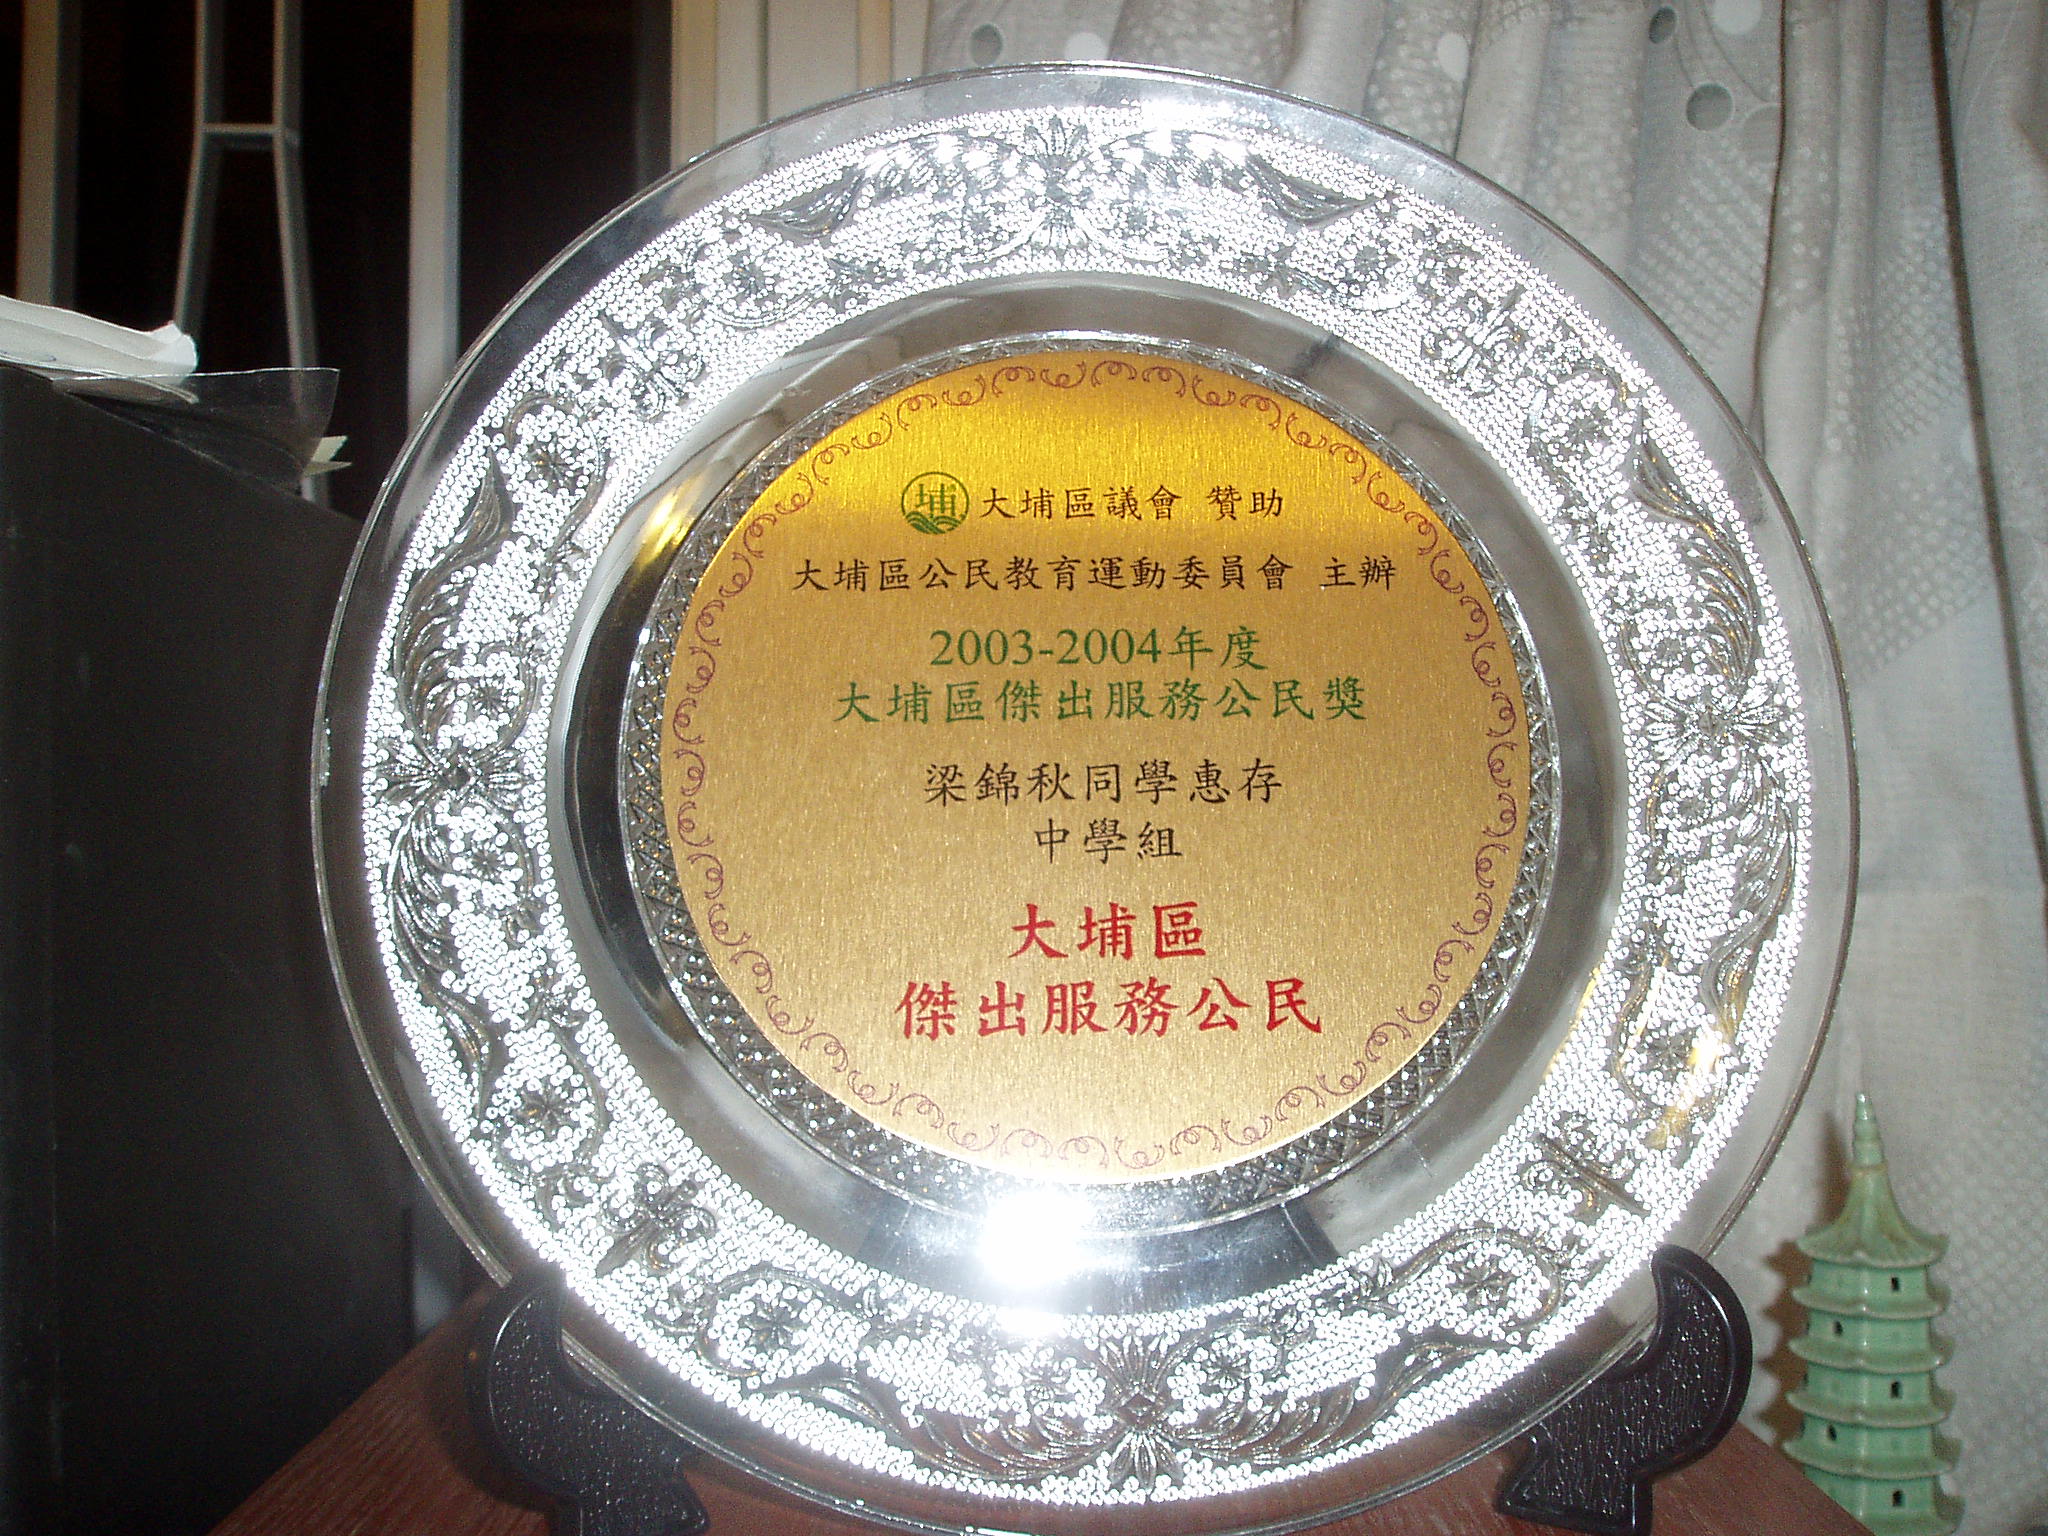 埔 大埔區議會 贊助
大埔區公民教育運動委員會 主辦
2003-2004年度
大埔區傑出服務公民獎
梁錦秋同學惠存
中學組
大埔區
傑出服務公民